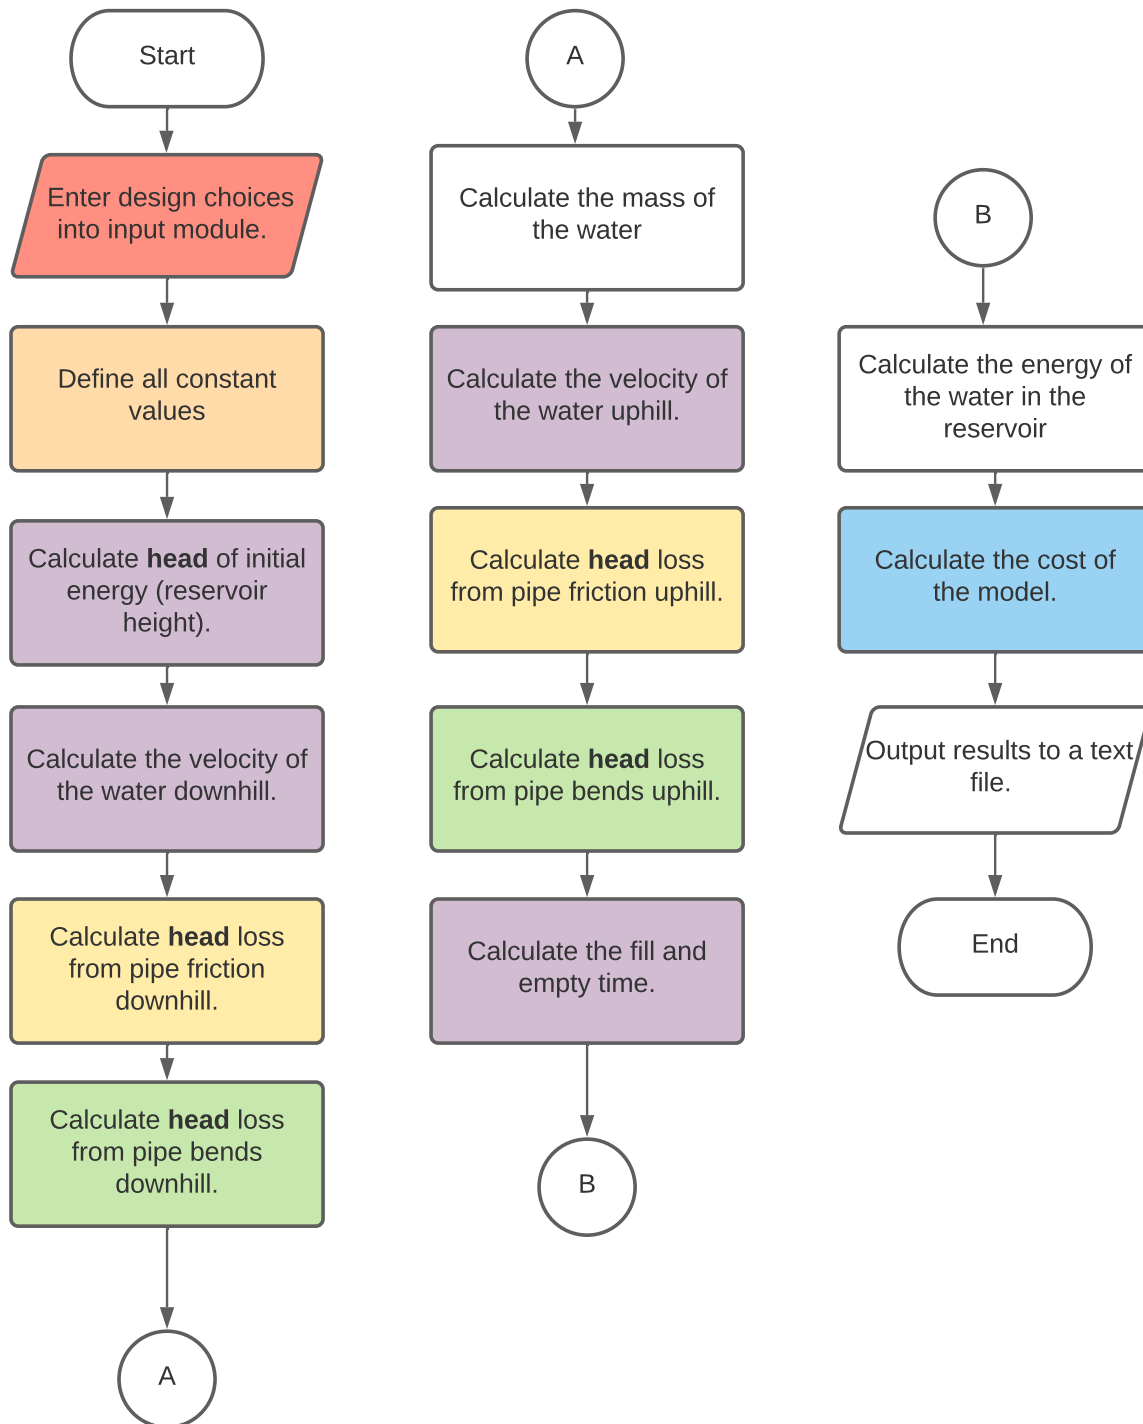 Start
Enter design choices
into input module.
Define all constant
values
Calculate head of initial
energy (reservoir
height).
Calculate the velocity of
the water downhill.
Calculate head loss
from pipe friction
downhill.
Calculate head loss
from pipe bends
downhill.
A
A
Calculate the mass of
the water
Calculate the velocity of
the water uphill.
Calculate head loss
from pipe friction uphill.
Calculate head loss
from pipe bends uphill.
Calculate the fill and
empty time.
B
B
Calculate the energy of
the water in the
reservoir
Calculate the cost of
the model.
Output results to a text
file.
End